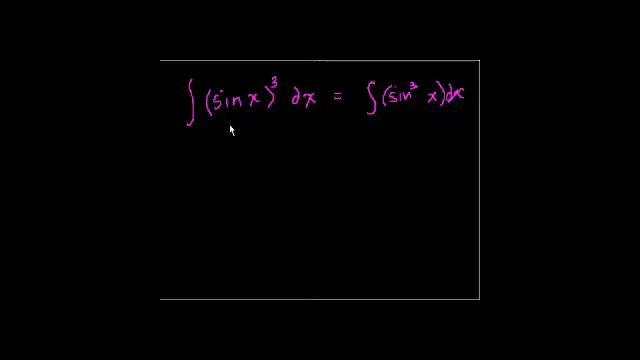 ∫ (sin x)³ dx = ∫ (sin³ x) dx